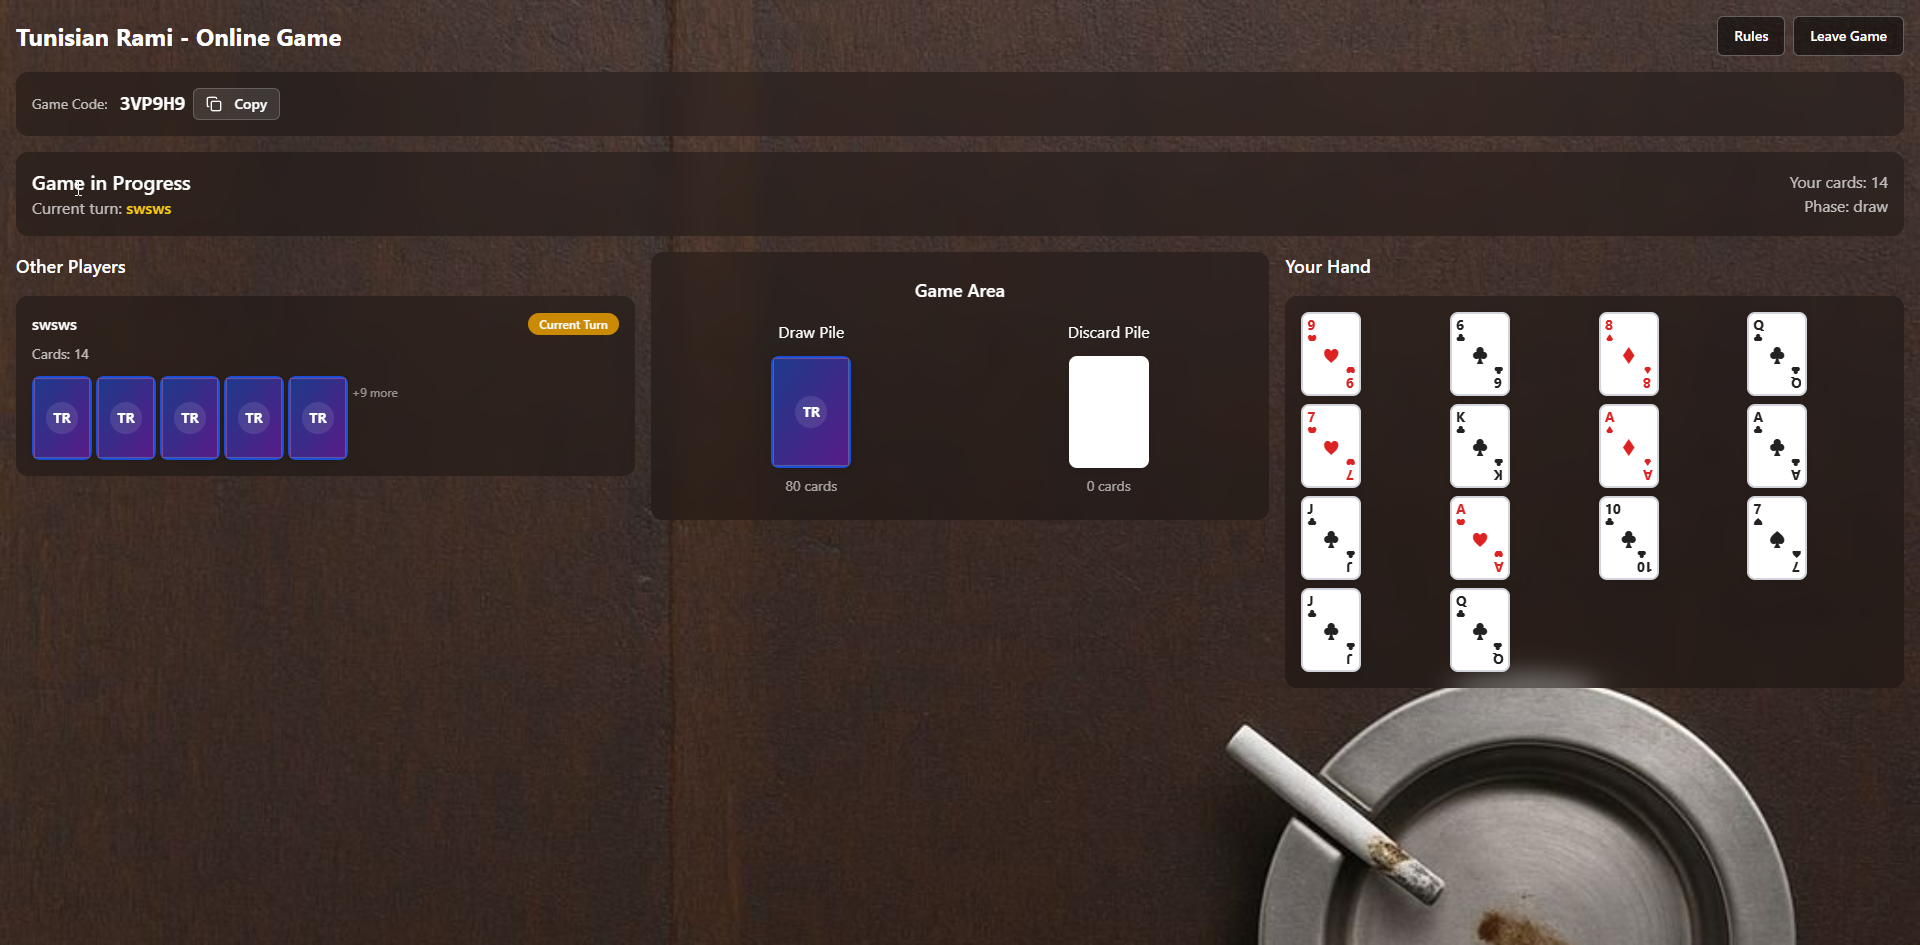 Tunisian Rami - Online Game
Rules
Leave Game
Game Code: 3VP9H9 Copy
Game in Progress
Current turn: swsws
Your cards: 14
Phase: draw
Other Players
swsws
Current Turn
Cards: 14
TR TR TR TR TR +9 more
Game Area
Draw Pile
TR
80 cards
Discard Pile
0 cards
Your Hand
9 9 6 6 8 8 Q Q
7 7 K K A A A A
J J A A 10 10 7 7
J J Q Q